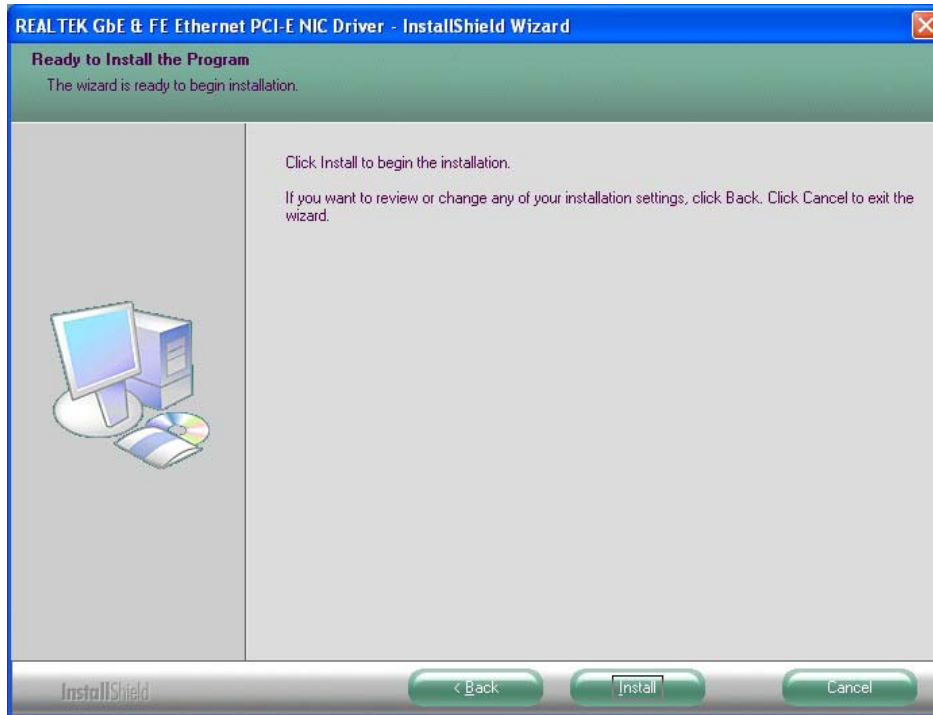 REALTEK GbE & FE Ethernet PCI-E NIC Driver - InstallShield Wizard
Ready to Install the Program
The wizard is ready to begin installation.
Click Install to begin the installation.
If you want to review or change any of your installation settings, click Back. Click Cancel to exit the
wizard.
InstallShield
< Back
Install
Cancel